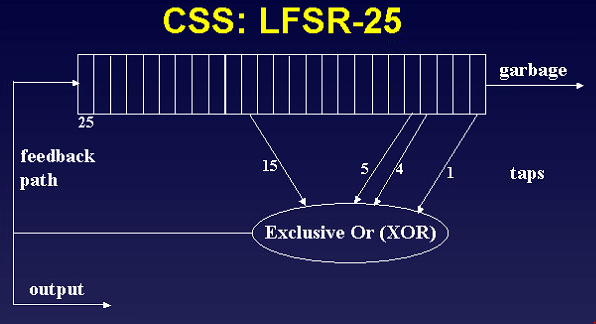 CSS: LFSR-25
garbage
25
feedback
path
15
5
4
1
taps
Exclusive Or (XOR)
output